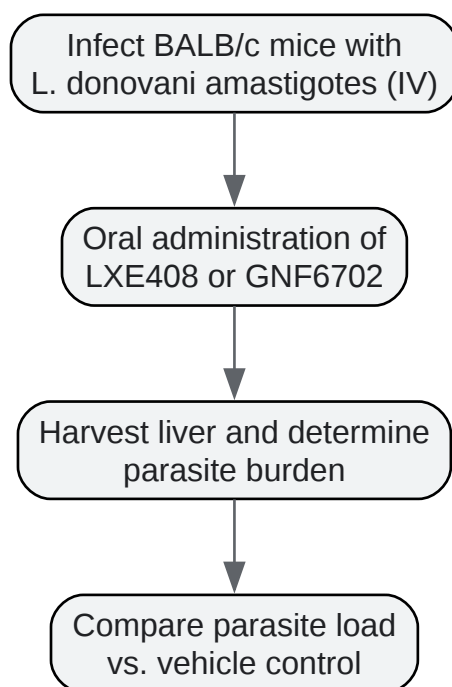 Infect BALB/c mice with
L. donovani amastigotes (IV)
Oral administration of
LXE408 or GNF6702
Harvest liver and determine
parasite burden
Compare parasite load
vs. vehicle control